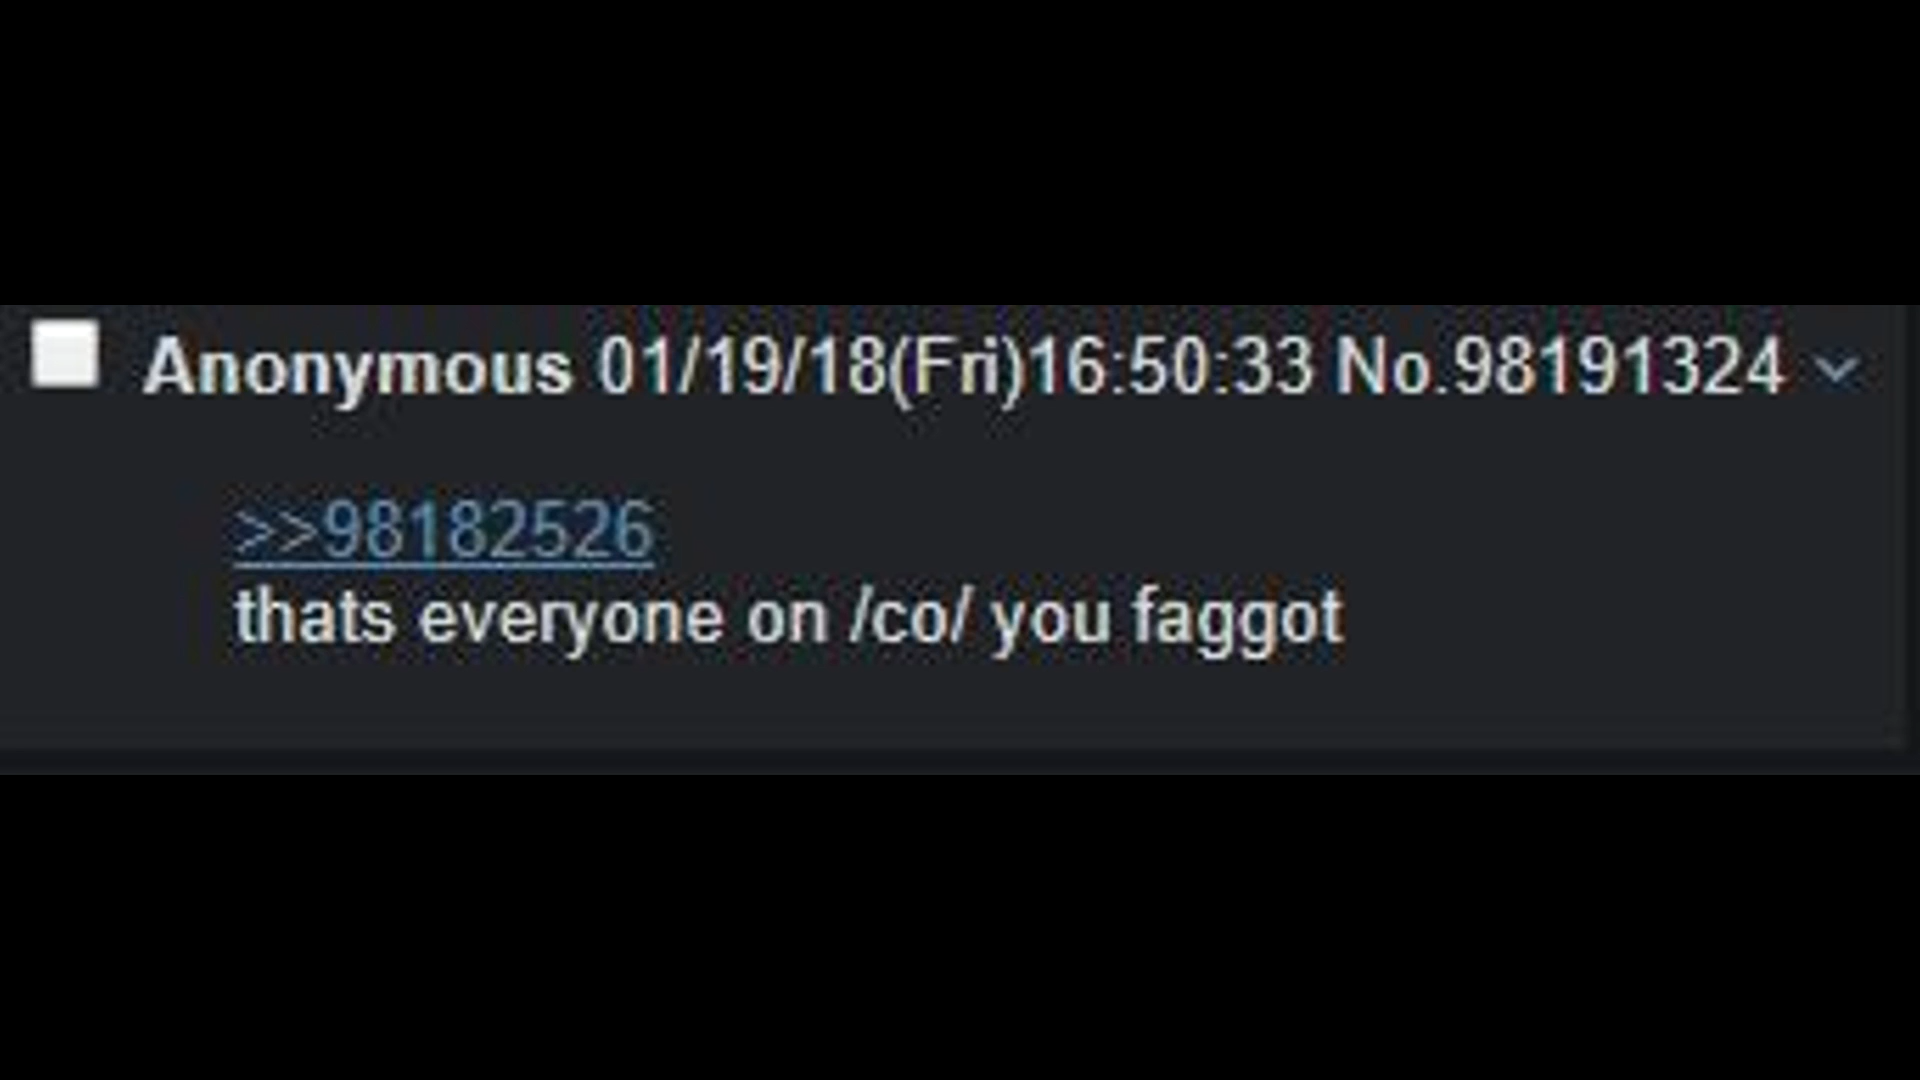 Anonymous 01/19/18(Fri)16:50:33 No.98191324
>>98182526
thats everyone on /co/ you faggot